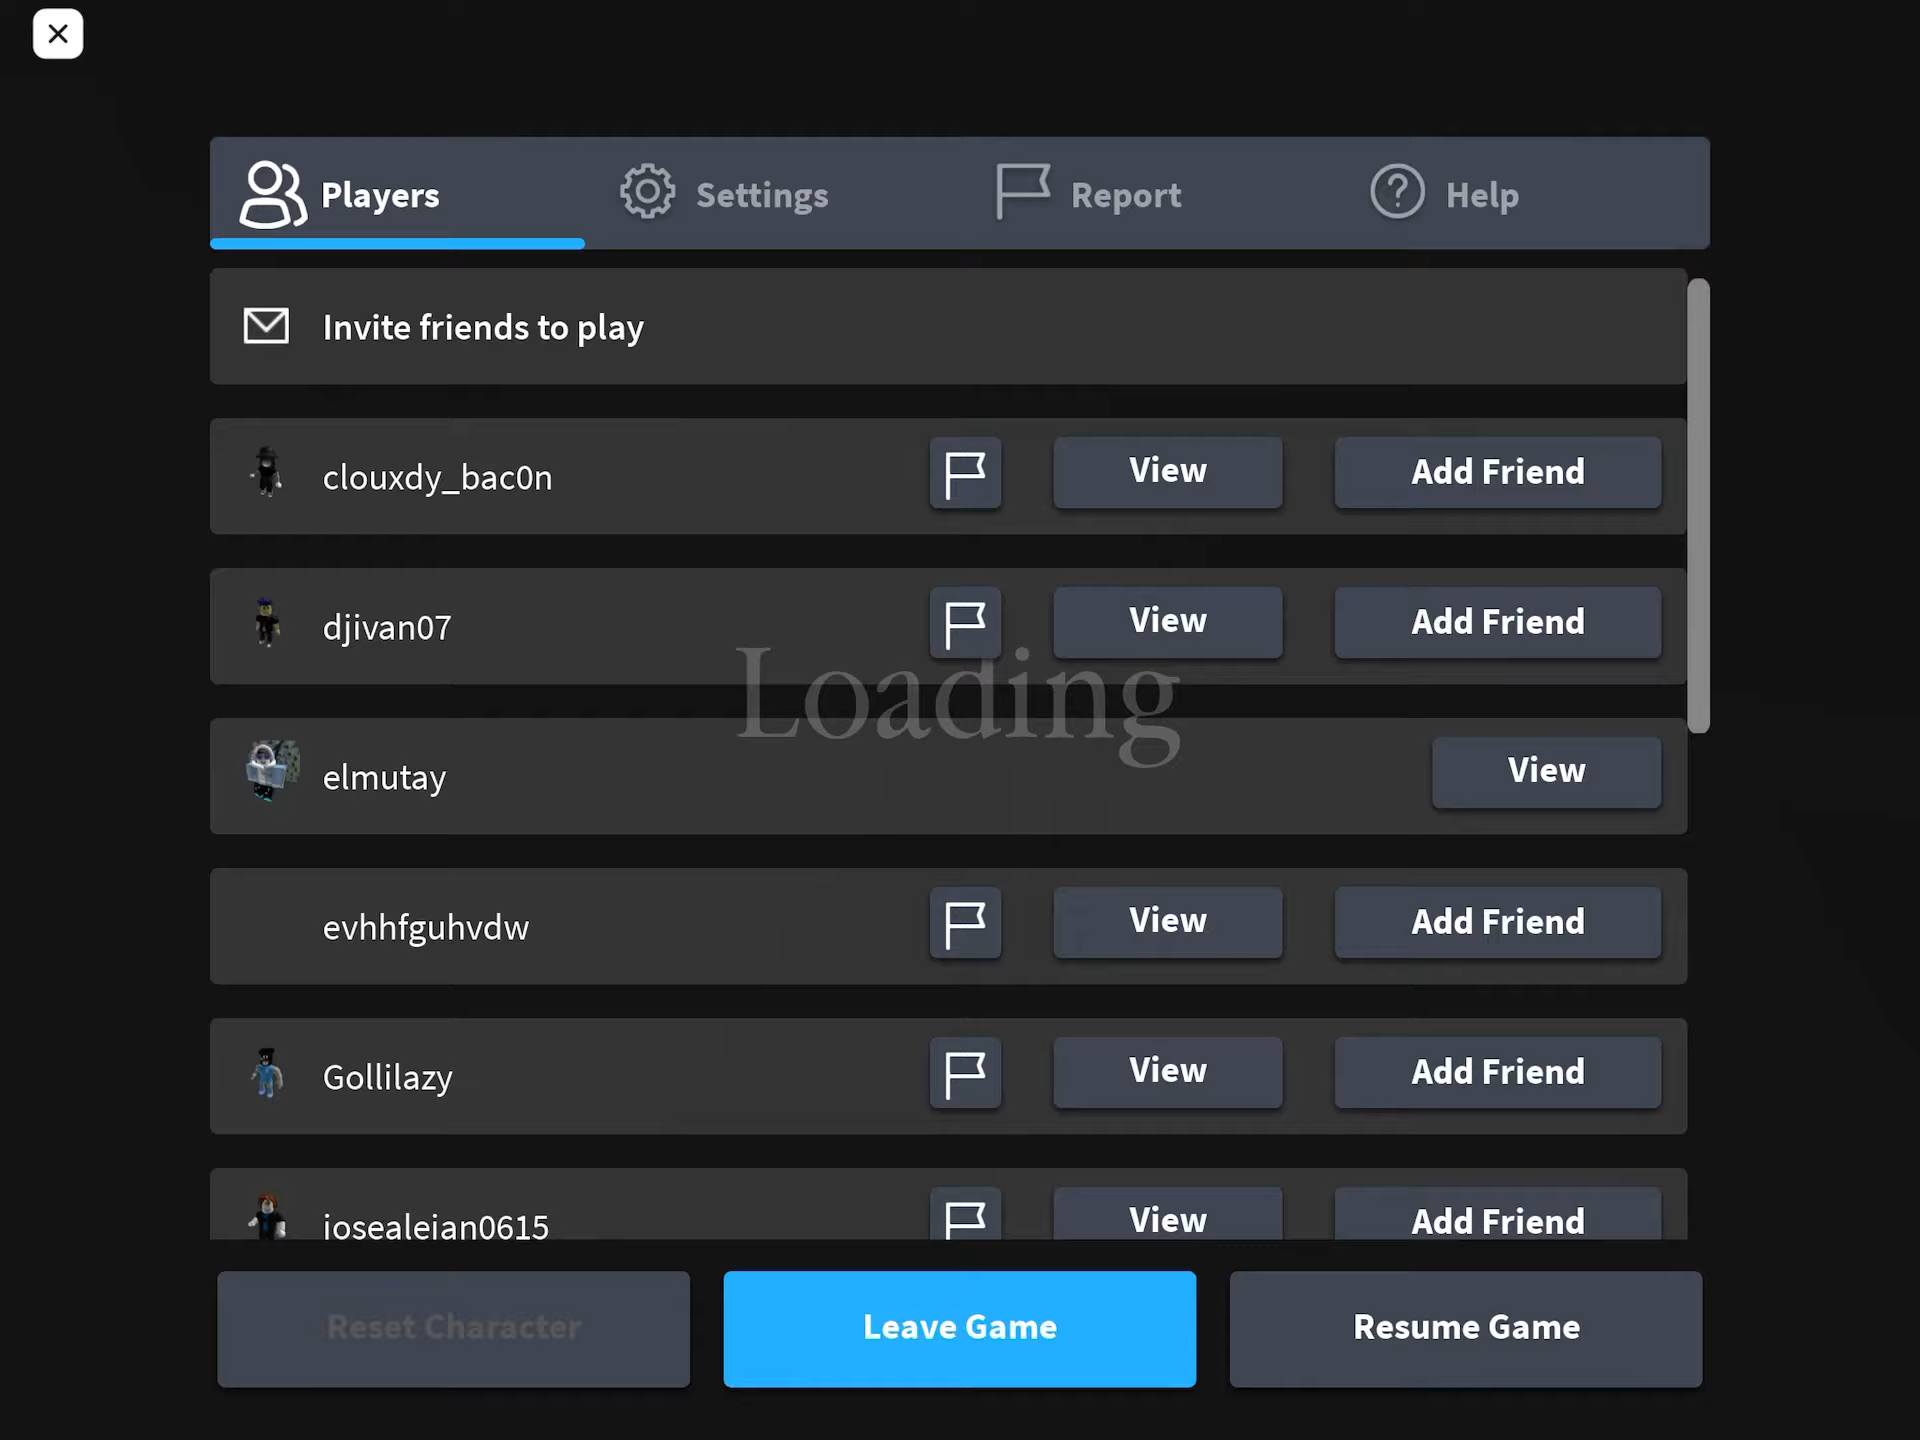 Players
Settings
Report
Help
Invite friends to play
clouxdy_bac0n
View
Add Friend
djivan07
View
Add Friend
Loading
elmutay
View
evhhfguhvdw
View
Add Friend
Gollilazy
View
Add Friend
josealejan0615
View
Add Friend
Reset Character
Leave Game
Resume Game